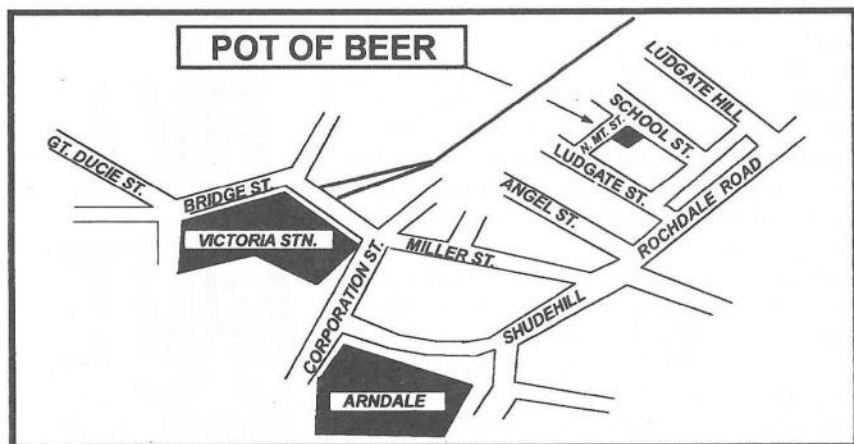 POT OF BEER
LUDGATE HILL
SCHOOL ST.
N. MT. ST.
LUDGATE ST.
GT. DUCIE ST.
BRIDGE ST.
ANGEL ST.
ROCHDALE ROAD
VICTORIA STN.
MILLER ST.
CORPORATION ST.
SHUDEHILL
ARNDALE